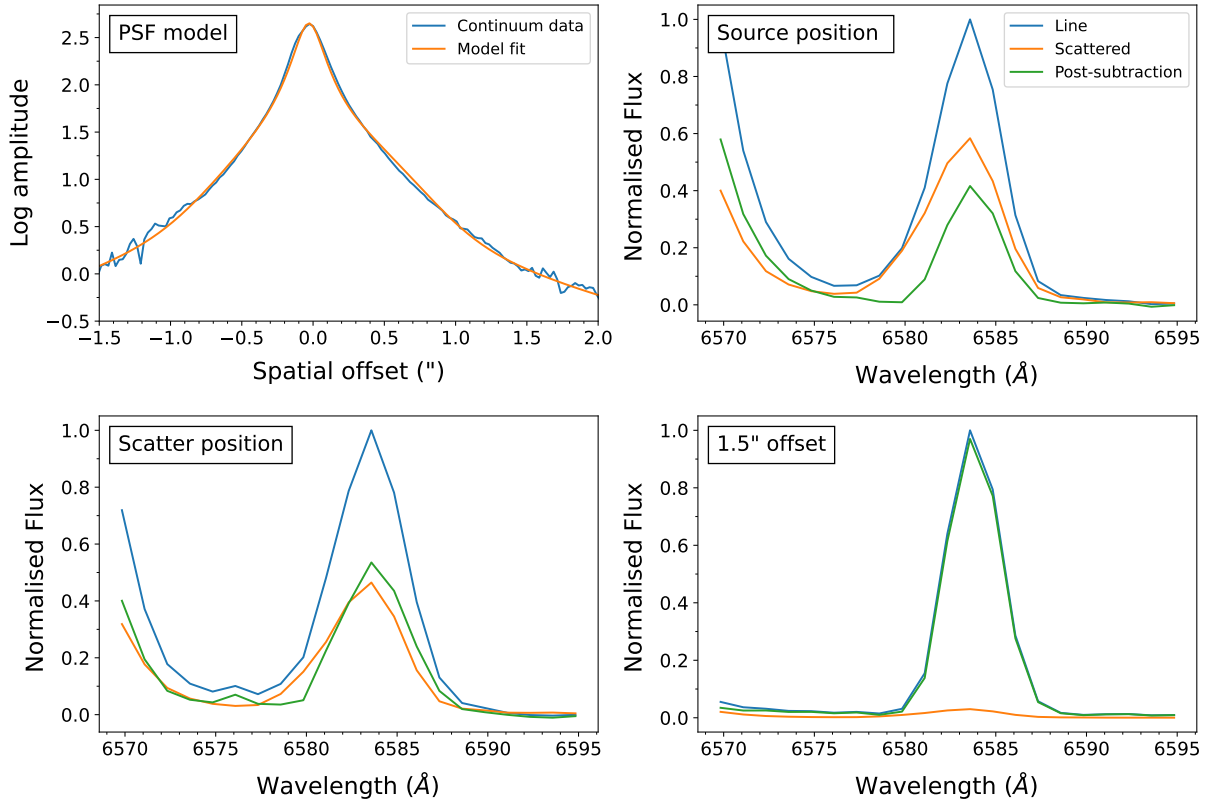 PSF model
Continuum data
Model fit
2.5
2.0
1.5
1.0
0.5
0.0
−0.5
Log amplitude
−1.5 −1.0 −0.5 0.0 0.5 1.0 1.5 2.0
Spatial offset (")
Source position
Line
Scattered
Post-subtraction
1.0
0.8
0.6
0.4
0.2
0.0
Normalised Flux
6570 6575 6580 6585 6590 6595
Wavelength (Å)
Scatter position
1.0
0.8
0.6
0.4
0.2
0.0
Normalised Flux
6570 6575 6580 6585 6590 6595
Wavelength (Å)
1.5" offset
1.0
0.8
0.6
0.4
0.2
0.0
Normalised Flux
6570 6575 6580 6585 6590 6595
Wavelength (Å)